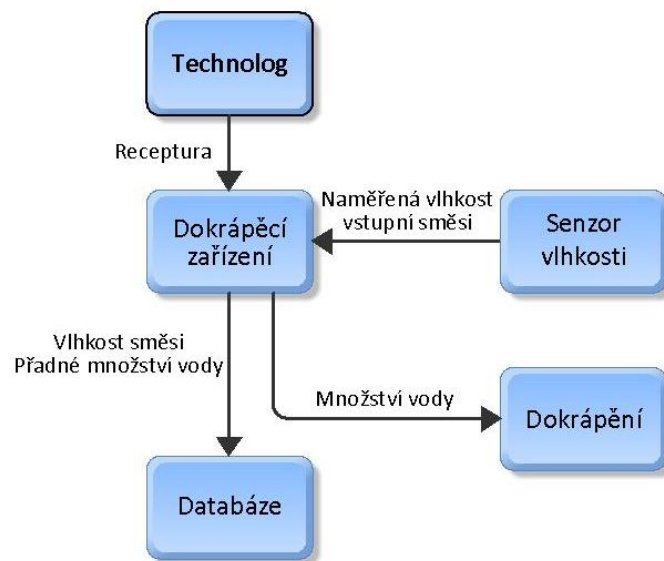 Technolog
Receptura
Dokrápěcí
zařízení
Naměřená vlhkost
vstupní směsi
Senzor
vlhkosti
Vlhkost směsi
Přadné množství vody
Množství vody
Dokrápění
Databáze